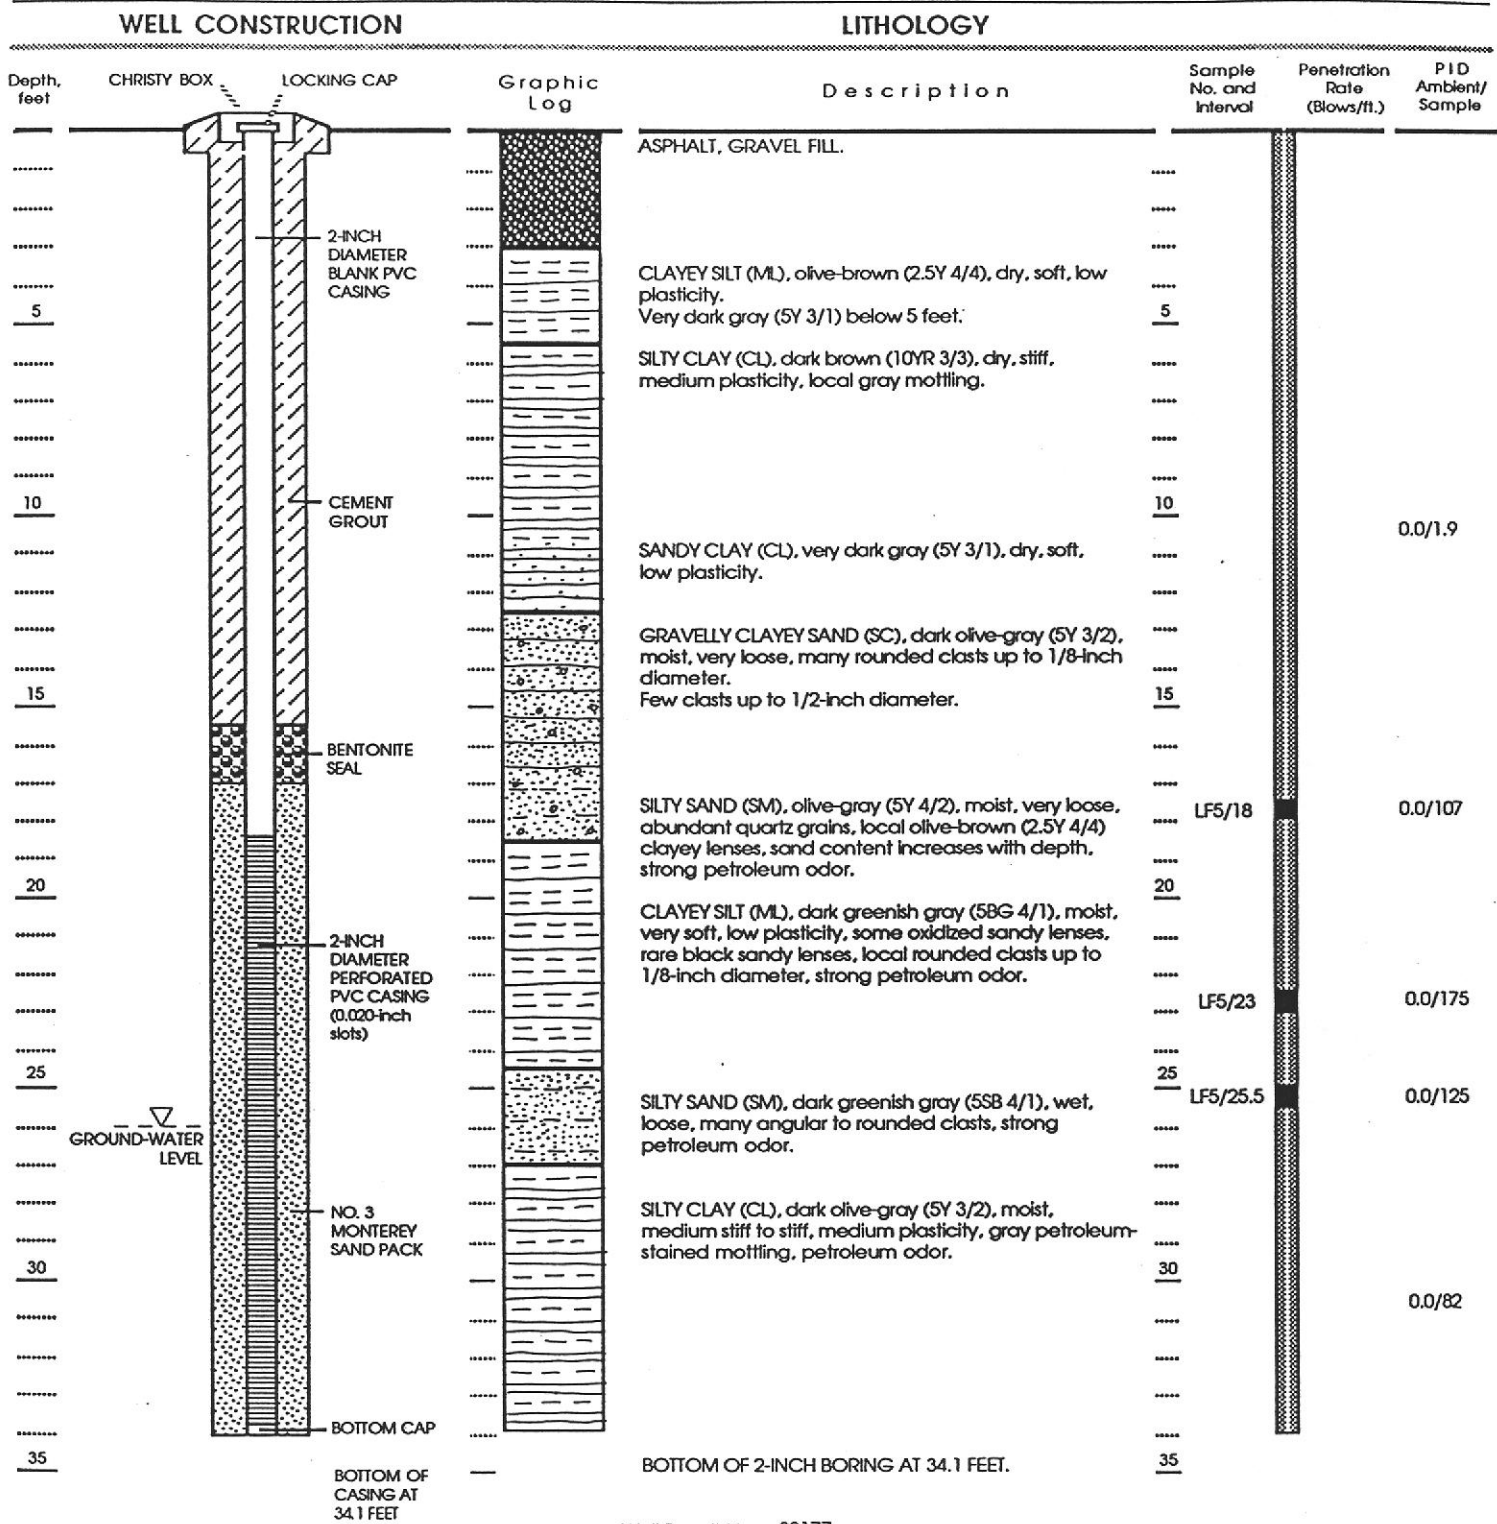 WELL CONSTRUCTION
LITHOLOGY
Depth, feet
CHRISTY BOX
LOCKING CAP
Graphic Log
Description
Sample No. and Interval
Penetration Rate (Blows/ft.)
PID Ambient/ Sample
ASPHALT, GRAVEL FILL.
2-INCH
DIAMETER
BLANK PVC
CASING
CLAYEY SILT (ML), olive-brown (2.5Y 4/4), dry, soft, low
plasticity.
Very dark gray (5Y 3/1) below 5 feet.
5
5
SILTY CLAY (CL), dark brown (10YR 3/3), dry, stiff,
medium plasticity, local gray mottling.
10
CEMENT
GROUT
10
0.0/1.9
SANDY CLAY (CL), very dark gray (5Y 3/1), dry, soft,
low plasticity.
GRAVELLY CLAYEY SAND (SC), dark olive-gray (5Y 3/2),
moist, very loose, many rounded clasts up to 1/8-inch
diameter.
Few clasts up to 1/2-inch diameter.
15
15
BENTONITE
SEAL
SILTY SAND (SM), olive-gray (5Y 4/2), moist, very loose,
abundant quartz grains, local olive-brown (2.5Y 4/4)
clayey lenses, sand content increases with depth,
strong petroleum odor.
LF5/18
0.0/107
20
20
CLAYEY SILT (ML), dark greenish gray (5BG 4/1), moist,
very soft, low plasticity, some oxidized sandy lenses,
rare black sandy lenses, local rounded clasts up to
1/8-inch diameter, strong petroleum odor.
2-INCH
DIAMETER
PERFORATED
PVC CASING
(0.020-inch
slots)
LF5/23
0.0/175
25
25
LF5/25.5
0.0/125
SILTY SAND (SM), dark greenish gray (5SB 4/1), wet,
loose, many angular to rounded clasts, strong
petroleum odor.
GROUND-WATER
LEVEL
NO. 3
MONTEREY
SAND PACK
SILTY CLAY (CL), dark olive-gray (5Y 3/2), moist,
medium stiff to stiff, medium plasticity, gray petroleum-
stained mottling, petroleum odor.
30
30
0.0/82
BOTTOM CAP
35
BOTTOM OF
CASING AT
34.1 FEET
BOTTOM OF 2-INCH BORING AT 34.1 FEET.
35